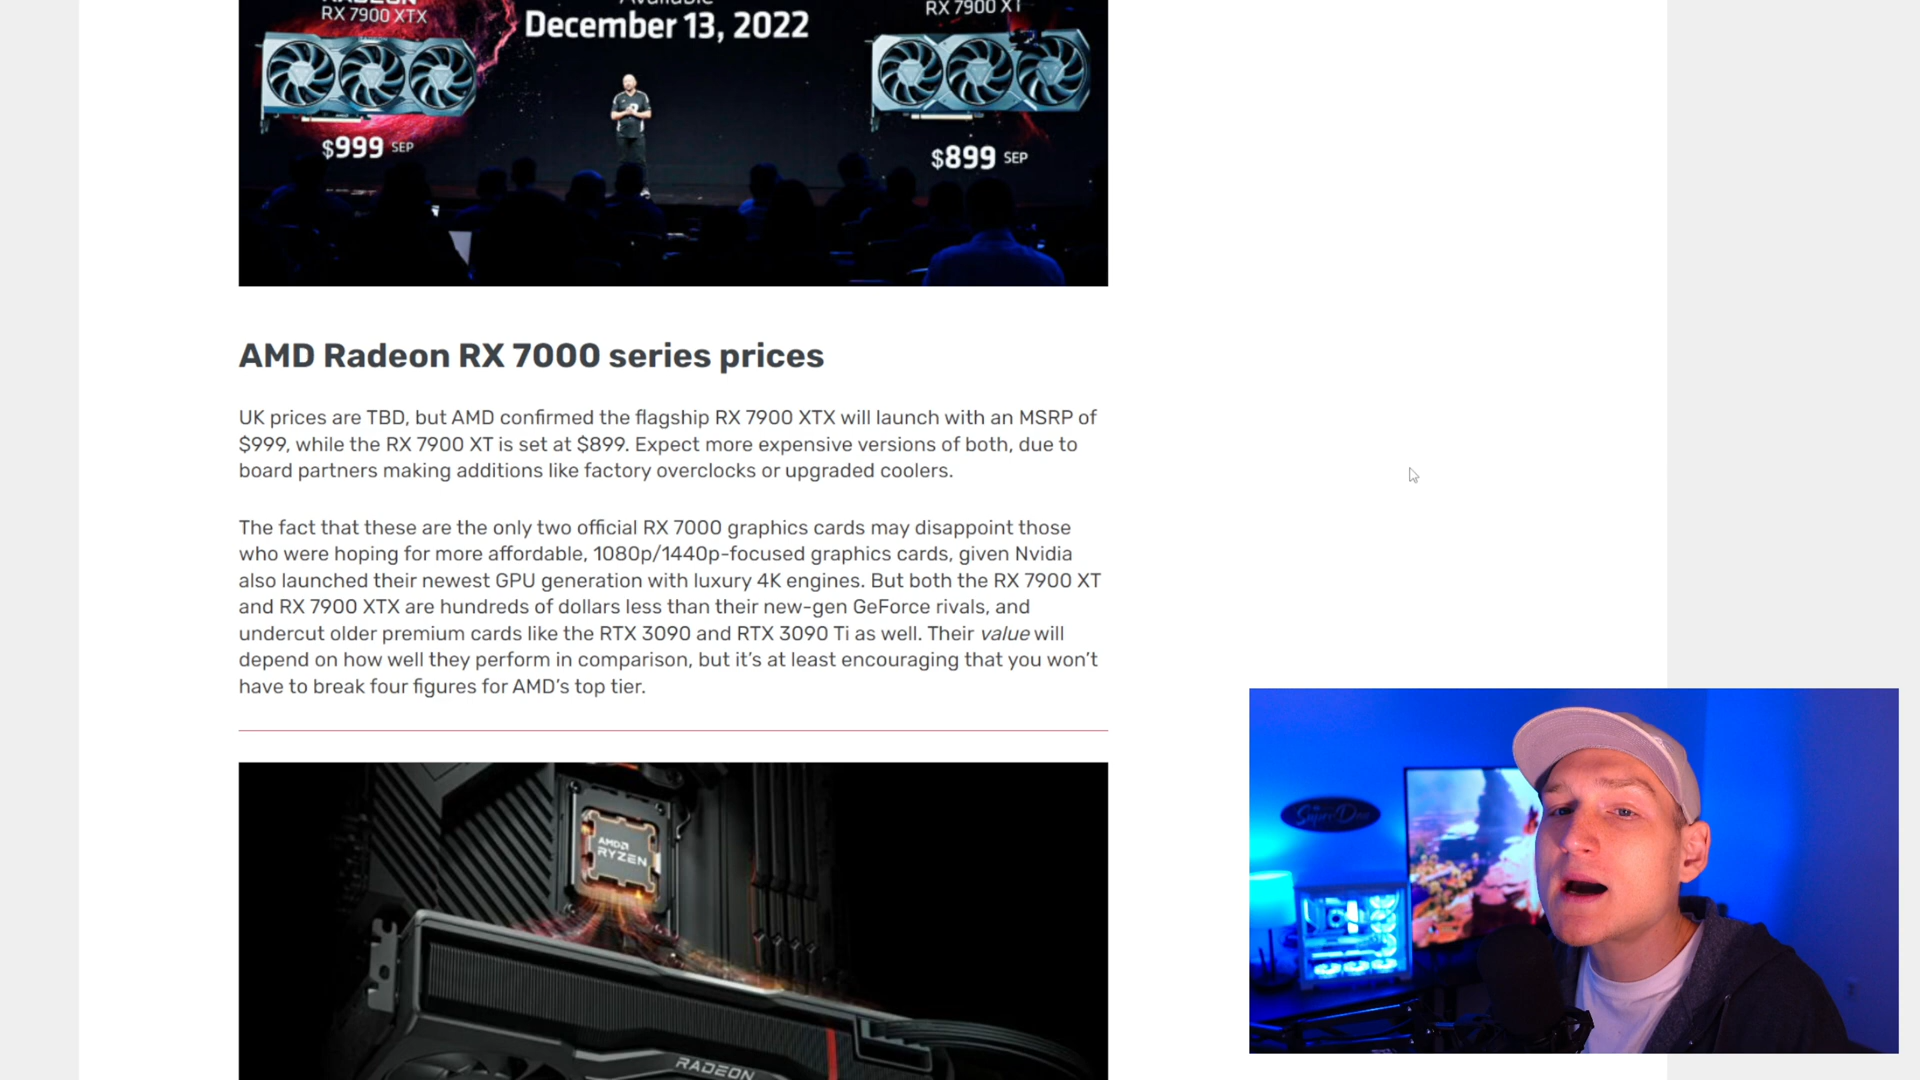 RX 7900 XTX
RX 7900 XT
December 13, 2022
$999 SEP
$899 SEP
AMD Radeon RX 7000 series prices
UK prices are TBD, but AMD confirmed the flagship RX 7900 XTX will launch with an MSRP of
$999, while the RX 7900 XT is set at $899. Expect more expensive versions of both, due to
board partners making additions like factory overclocks or upgraded coolers.
The fact that these are the only two official RX 7000 graphics cards may disappoint those
who were hoping for more affordable, 1080p/1440p-focused graphics cards, given Nvidia
also launched their newest GPU generation with luxury 4K engines. But both the RX 7900 XT
and RX 7900 XTX are hundreds of dollars less than their new-gen GeForce rivals, and
undercut older premium cards like the RTX 3090 and RTX 3090 Ti as well. Their value will
depend on how well they perform in comparison, but it’s at least encouraging that you won’t
have to break four figures for AMD’s top tier.
AMD
RYZEN
RADEON